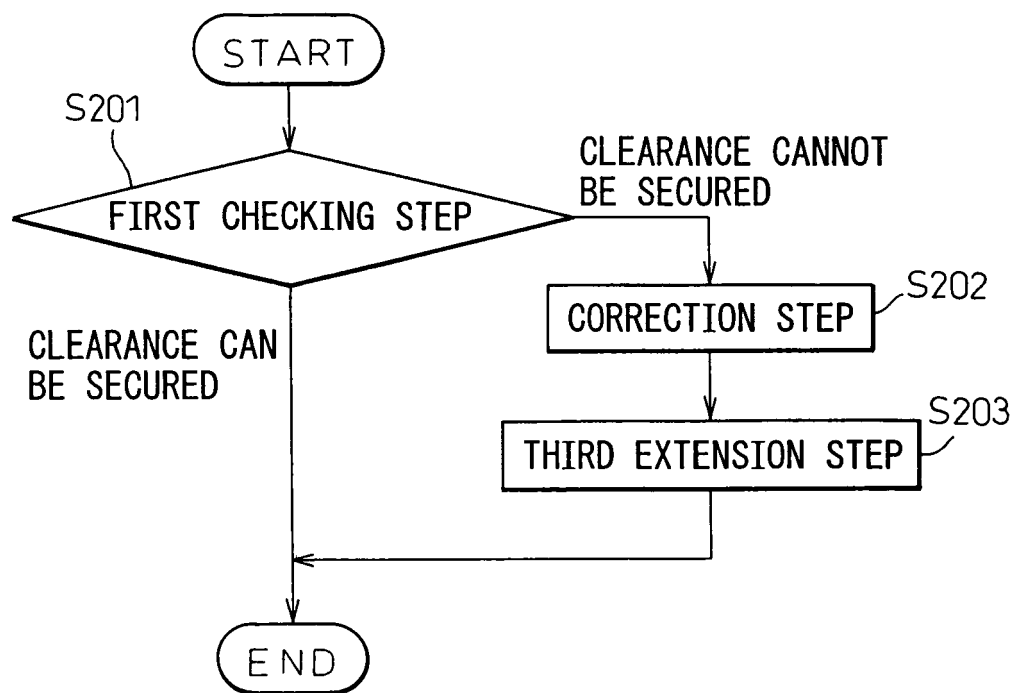 START
S201
CLEARANCE CANNOT
BE SECURED
FIRST CHECKING STEP
S202
CORRECTION STEP
CLEARANCE CAN
BE SECURED
S203
THIRD EXTENSION STEP
END